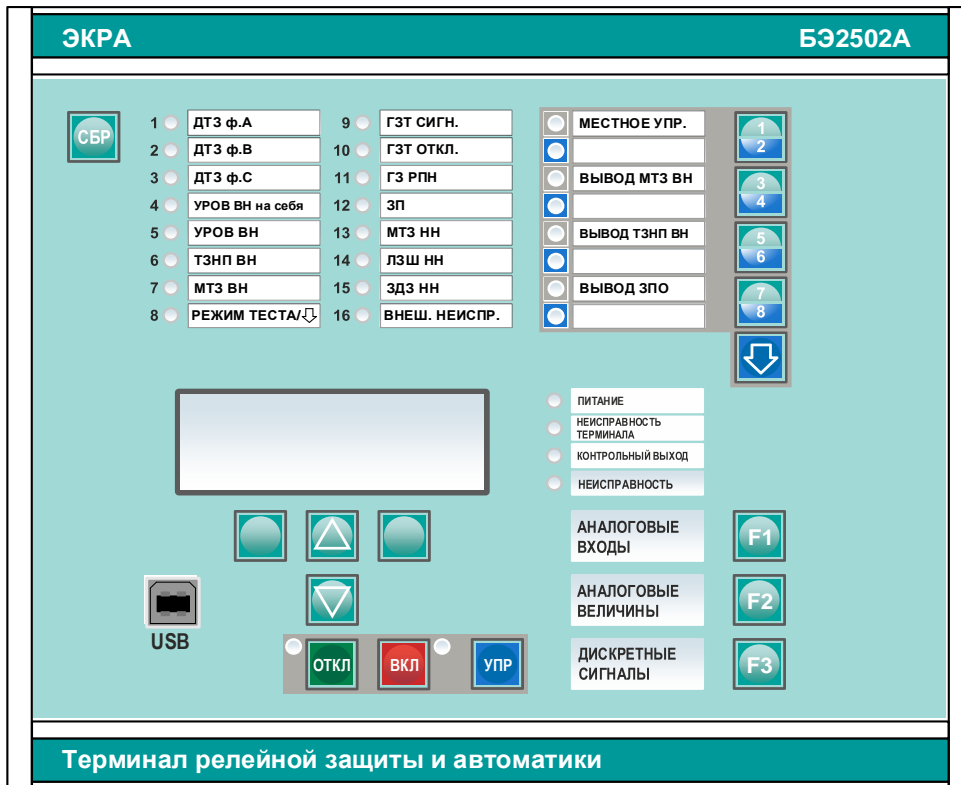 ЭКРА БЭ2502А
СБР
1 ДТЗ ф.А
2 ДТЗ ф.В
3 ДТЗ ф.С
4 УРОВ ВН на себя
5 УРОВ ВН
6 ТЗНП ВН
7 МТЗ ВН
8 РЕЖИМ ТЕСТА/
9 ГЗТ СИГН.
10 ГЗТ ОТКЛ.
11 ГЗ РПН
12 ЗП
13 МТЗ НН
14 ЛЗШ НН
15 ЗДЗ НН
16 ВНЕШ. НЕИСПР.
МЕСТНОЕ УПР.
ВЫВОД МТЗ ВН
ВЫВОД ТЗНП ВН
ВЫВОД ЗПО
1
2
3
4
5
6
7
8
ПИТАНИЕ
НЕИСПРАВНОСТЬ
ТЕРМИНАЛА
КОНТРОЛЬНЫЙ ВЫХОД
НЕИСПРАВНОСТЬ
АНАЛОГОВЫЕ
ВХОДЫ
F1
АНАЛОГОВЫЕ
ВЕЛИЧИНЫ
F2
ДИСКРЕТНЫЕ
СИГНАЛЫ
F3
USB
ОТКЛ ВКЛ УПР
Терминал релейной защиты и автоматики